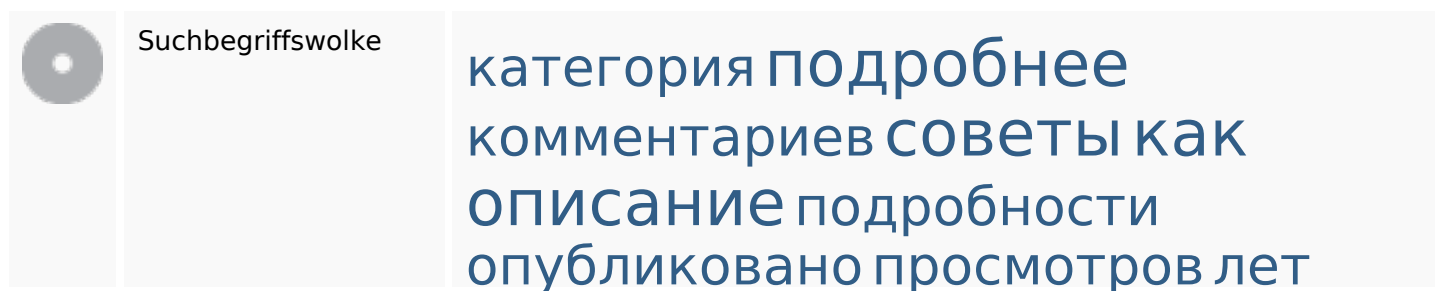 Suchbegriffswolke
категория подробнее
комментариев советы как
описание подробности
опубликовано просмотров лет